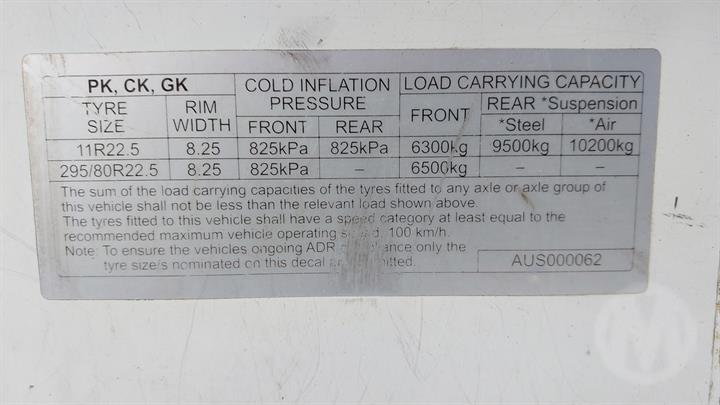 PK, CK, GK COLD INFLATION PRESSURE LOAD CARRYING CAPACITY
TYRE SIZE RIM WIDTH FRONT REAR FRONT REAR *Suspension
*Steel *Air
11R22.5 8.25 825kPa 825kPa 6300kg 9500kg 10200kg
295/80R22.5 8.25 825kPa – 6500kg – –
The sum of the load carrying capacities of the tyres fitted to any axle or axle group of
this vehicle shall not be less than the relevant load shown above.
The tyres fitted to this vehicle shall have a speed category at least equal to the
recommended maximum vehicle operating 100 km/h.
Note: To ensure the vehicles ongoing ADR only the
tyre size/s nominated on this decal
AUS000062
M